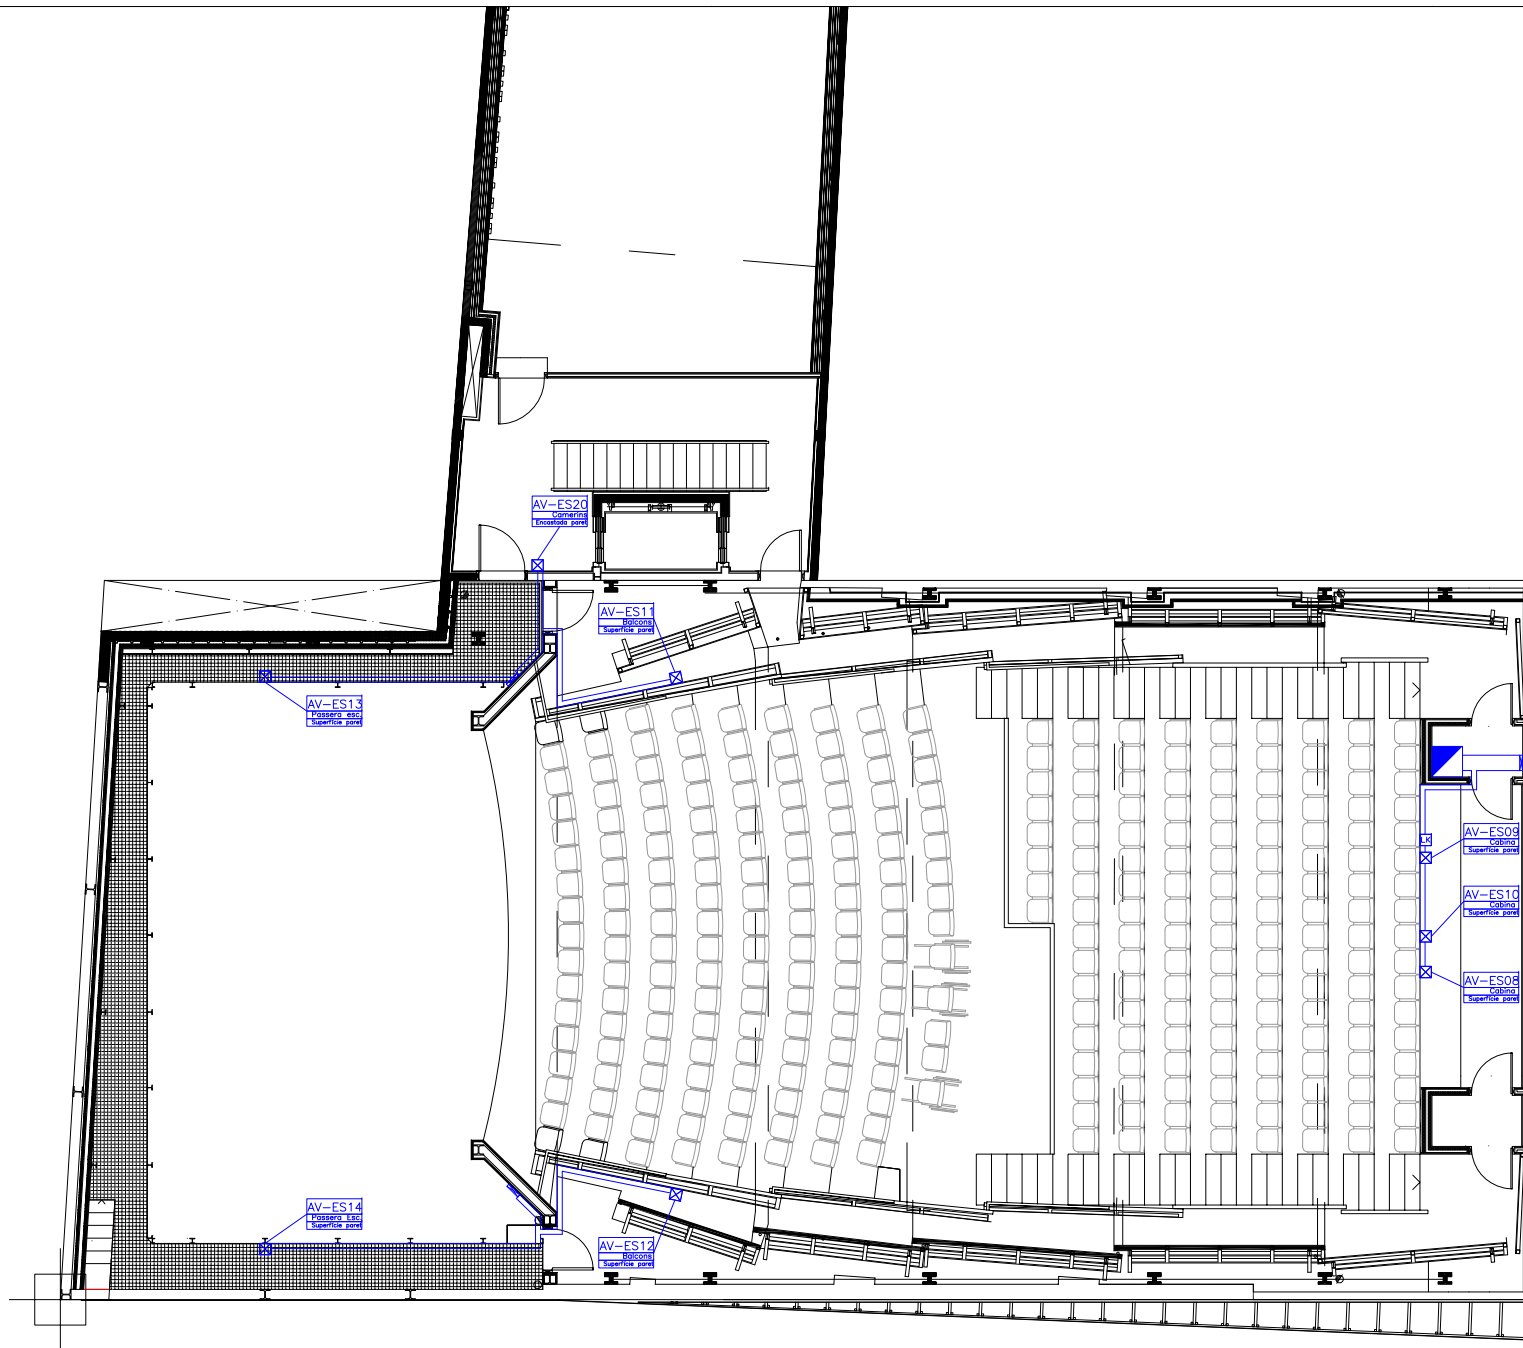 AV-ES20
Camerins
Encastada paret
AV-ES11
Balcons
Superfície paret
AV-ES13
Passera esc.
Superfície paret
LK
AV-ES09
Cabina
Superfície paret
AV-ES10
Cabina
Superfície paret
AV-ES08
Cabina
Superfície paret
AV-ES14
Passera Esc.
Superfície paret
AV-ES12
Balcons
Superfície paret